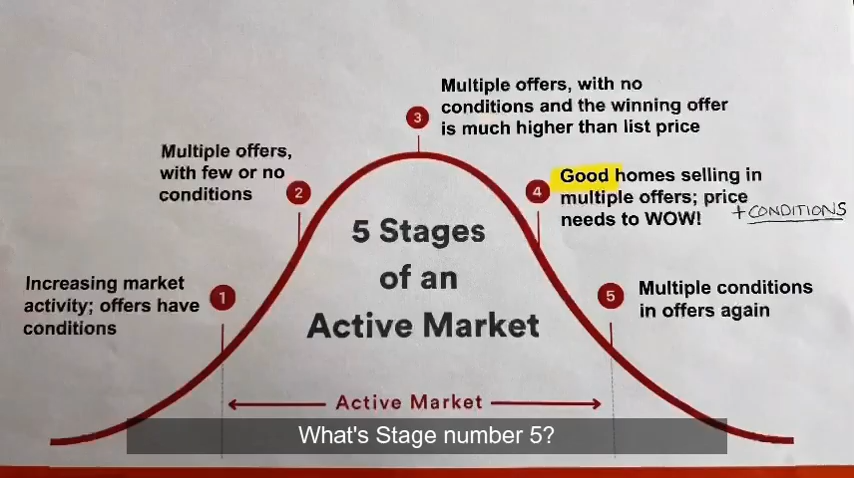 Multiple offers, with no
conditions and the winning offer
is much higher than list price
3
Multiple offers,
with few or no
conditions
2
4
Good homes selling in
multiple offers; price
needs to WOW!
+ CONDITIONS
5 Stages
of an
Active Market
Increasing market
activity; offers have
conditions
1
5
Multiple conditions
in offers again
Active Market
What's Stage number 5?